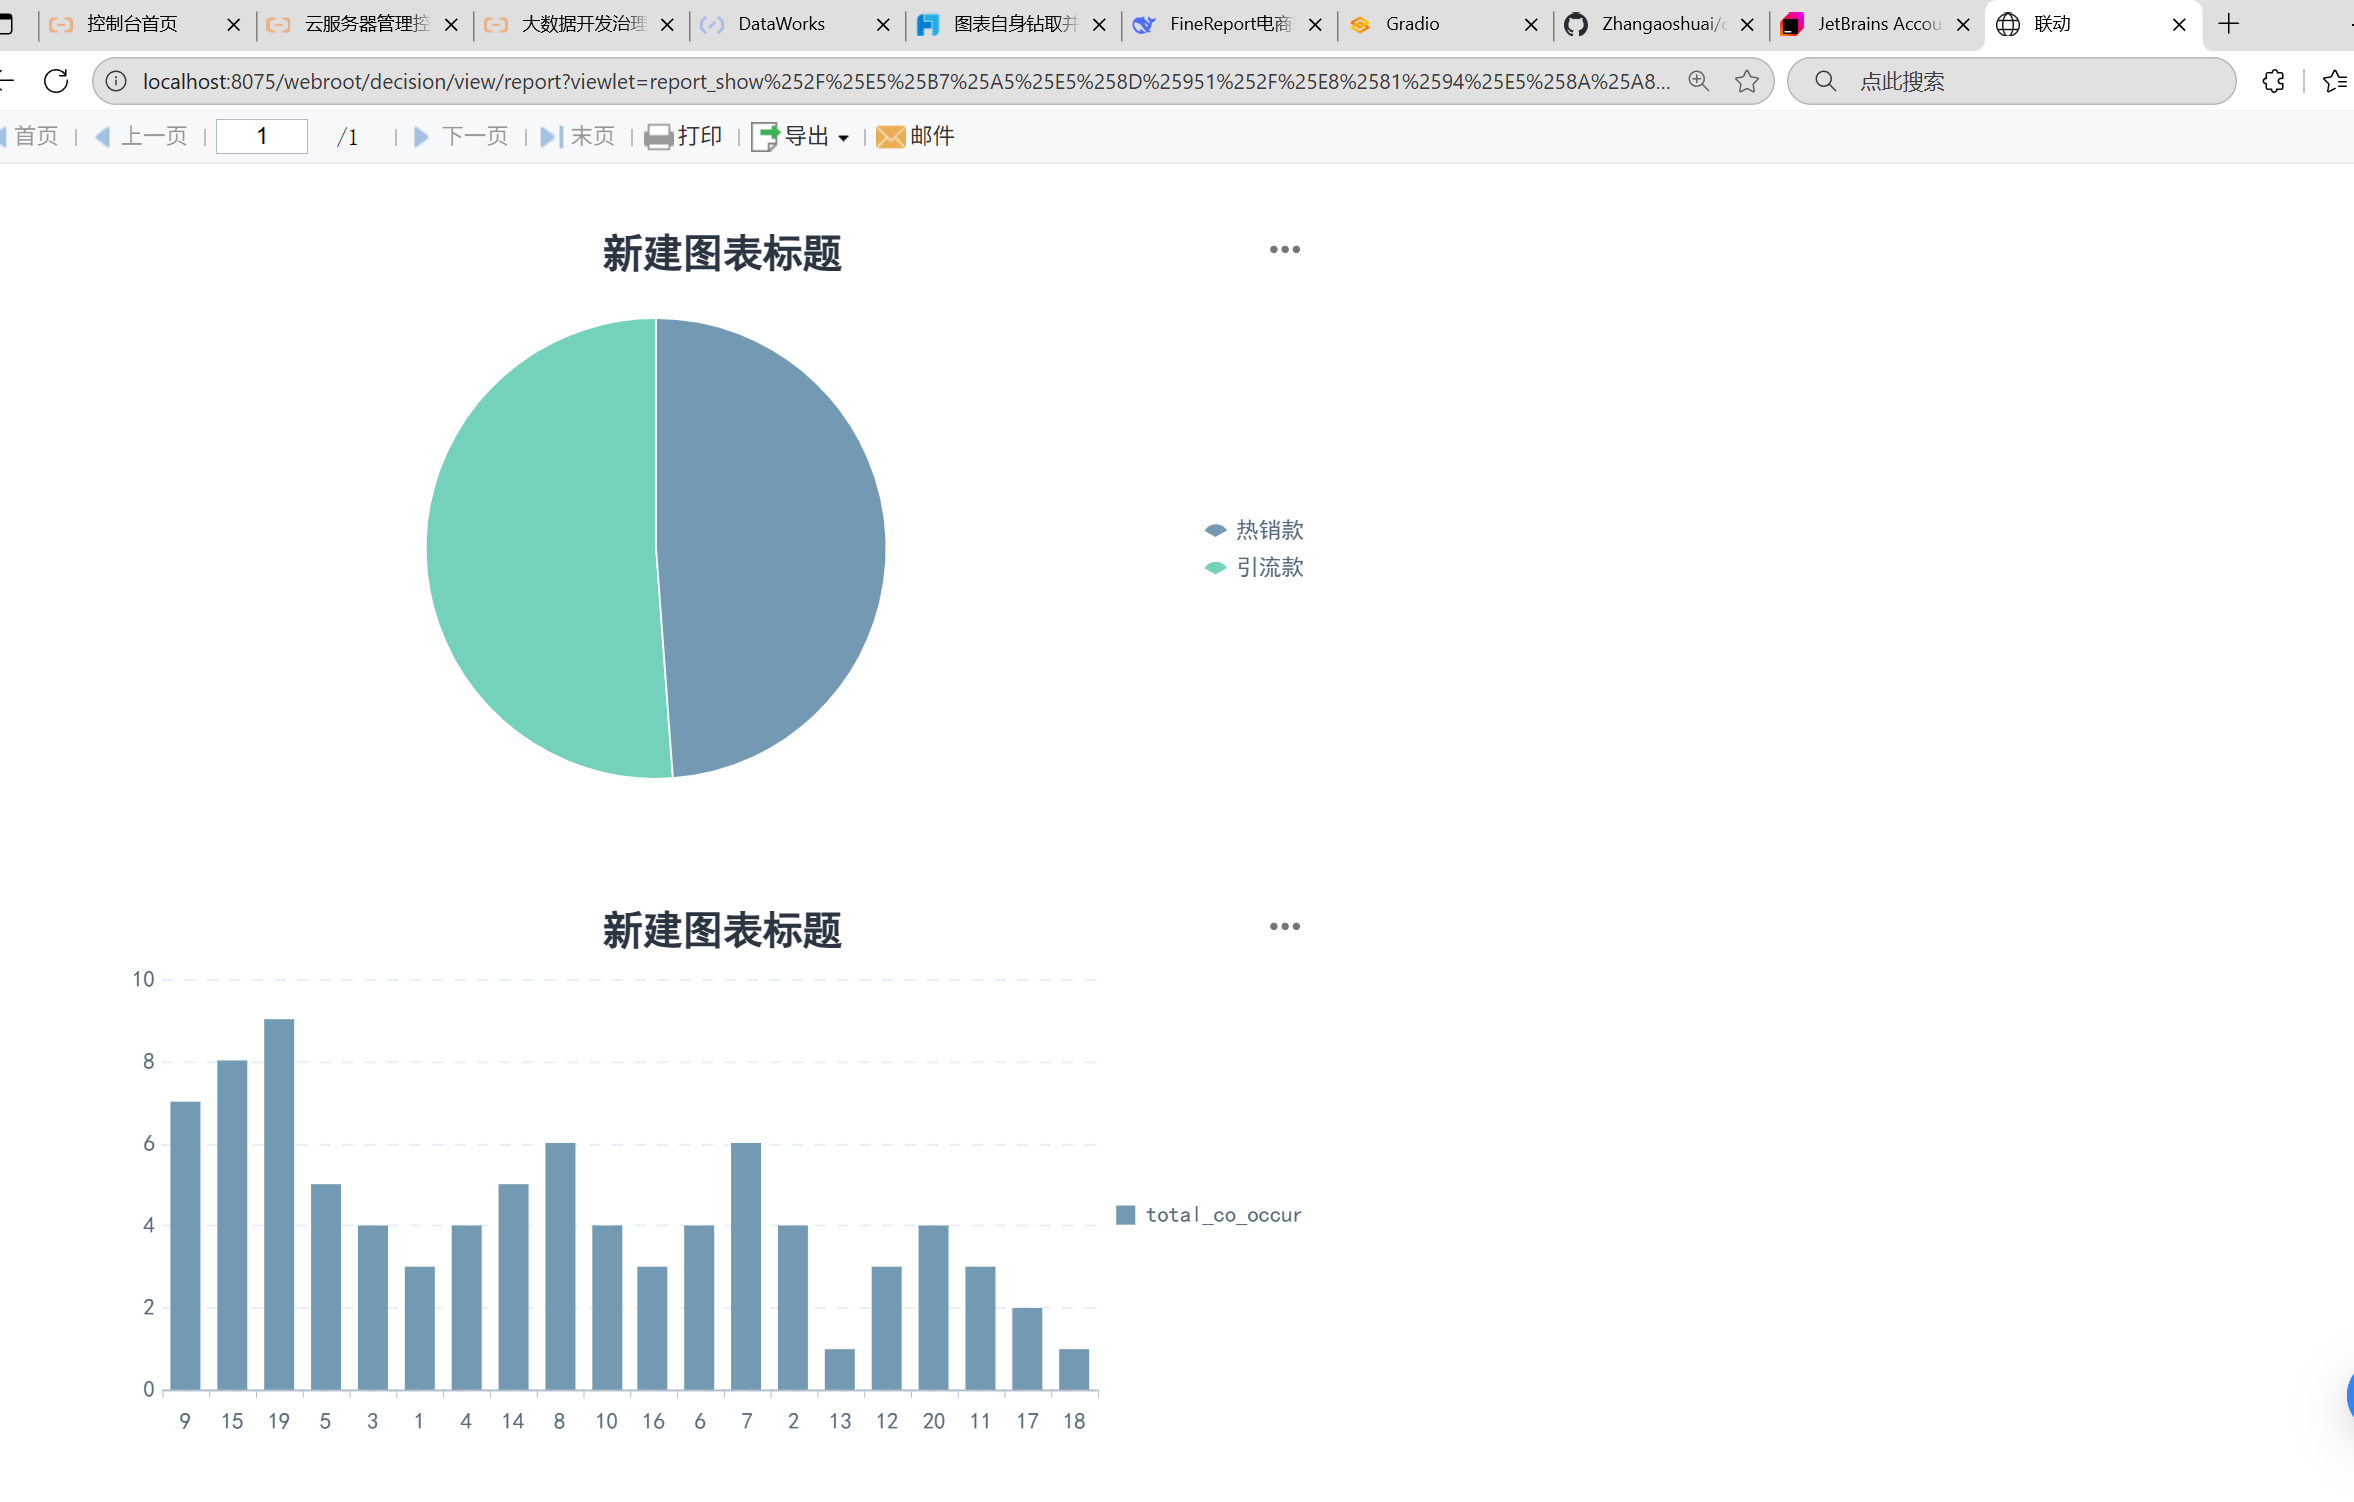 控制台首页
云服务器管理控
大数据开发治理
DataWorks
图表自身钻取并
FineReport电商
Gradio
Zhangaoshuai/c
JetBrains Accou
联动
localhost:8075/webroot/decision/view/report?viewlet=report_show%252F%25E5%25B7%25A5%25E5%258D%25951%252F%25E8%2581%2594%25E5%258A%25A8...
点此搜索
首页 | 上一页 | 1 /1 | 下一页 | 末页 | 打印 | 导出 | 邮件
新建图表标题
热销款
引流款
新建图表标题
10
8
6
4
2
0
total_co_occur
9 15 19 5 3 1 4 14 8 10 16 6 7 2 13 12 20 11 17 18